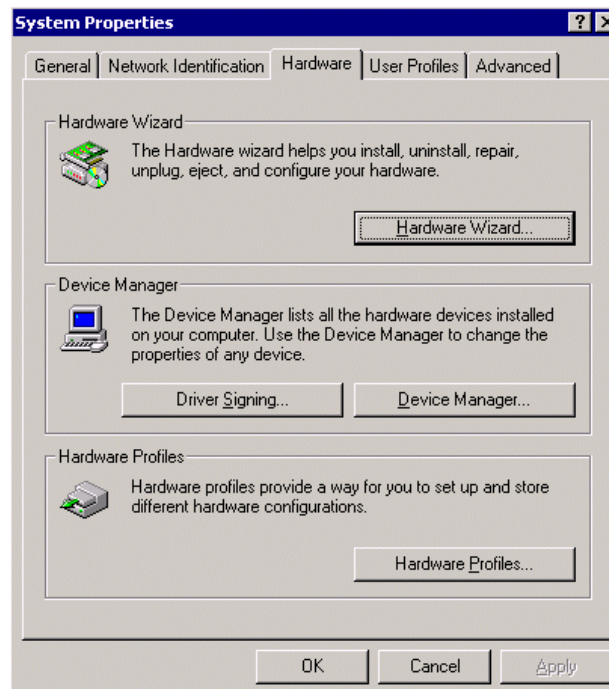 System Properties
General Network Identification Hardware User Profiles Advanced
Hardware Wizard
The Hardware wizard helps you install, uninstall, repair,
unplug, eject, and configure your hardware.
Hardware Wizard...
Device Manager
The Device Manager lists all the hardware devices installed
on your computer. Use the Device Manager to change the
properties of any device.
Driver Signing... Device Manager...
Hardware Profiles
Hardware profiles provide a way for you to set up and store
different hardware configurations.
Hardware Profiles...
OK Cancel Apply